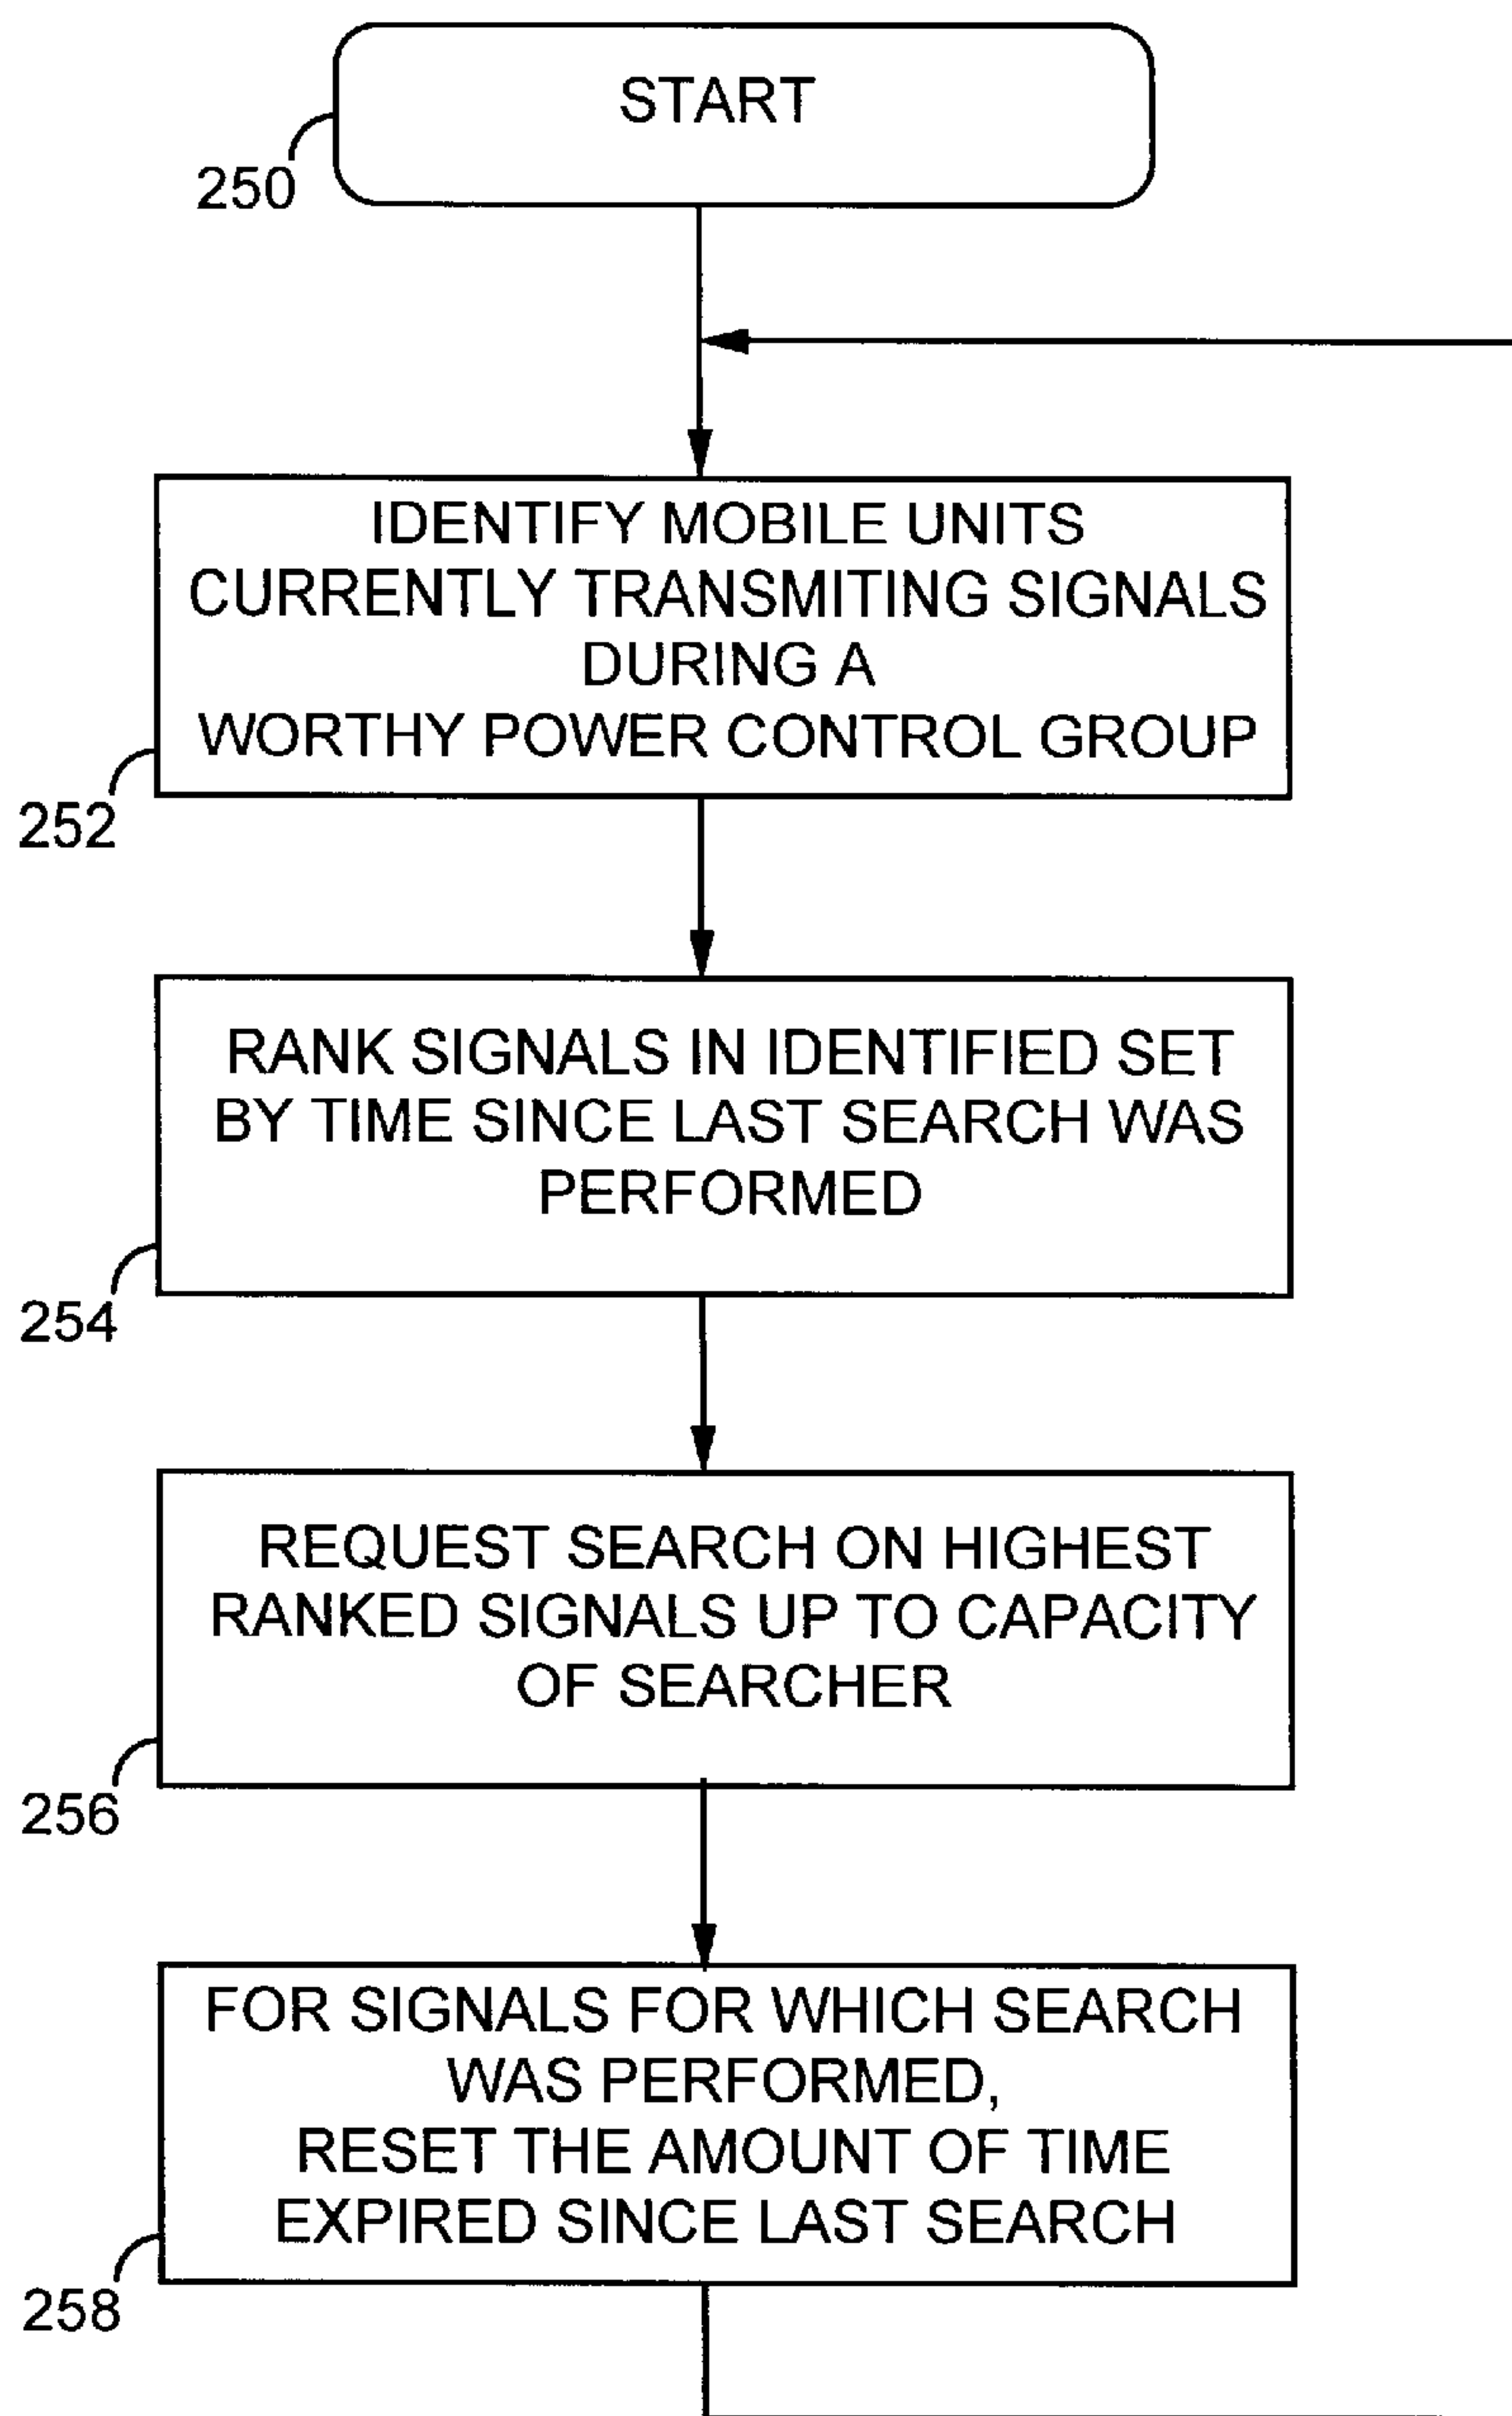 START
250
IDENTIFY MOBILE UNITS
CURRENTLY TRANSMITING SIGNALS
DURING A
WORTHY POWER CONTROL GROUP
252
RANK SIGNALS IN IDENTIFIED SET
BY TIME SINCE LAST SEARCH WAS
PERFORMED
254
REQUEST SEARCH ON HIGHEST
RANKED SIGNALS UP TO CAPACITY
OF SEARCHER
256
FOR SIGNALS FOR WHICH SEARCH
WAS PERFORMED,
RESET THE AMOUNT OF TIME
EXPIRED SINCE LAST SEARCH
258